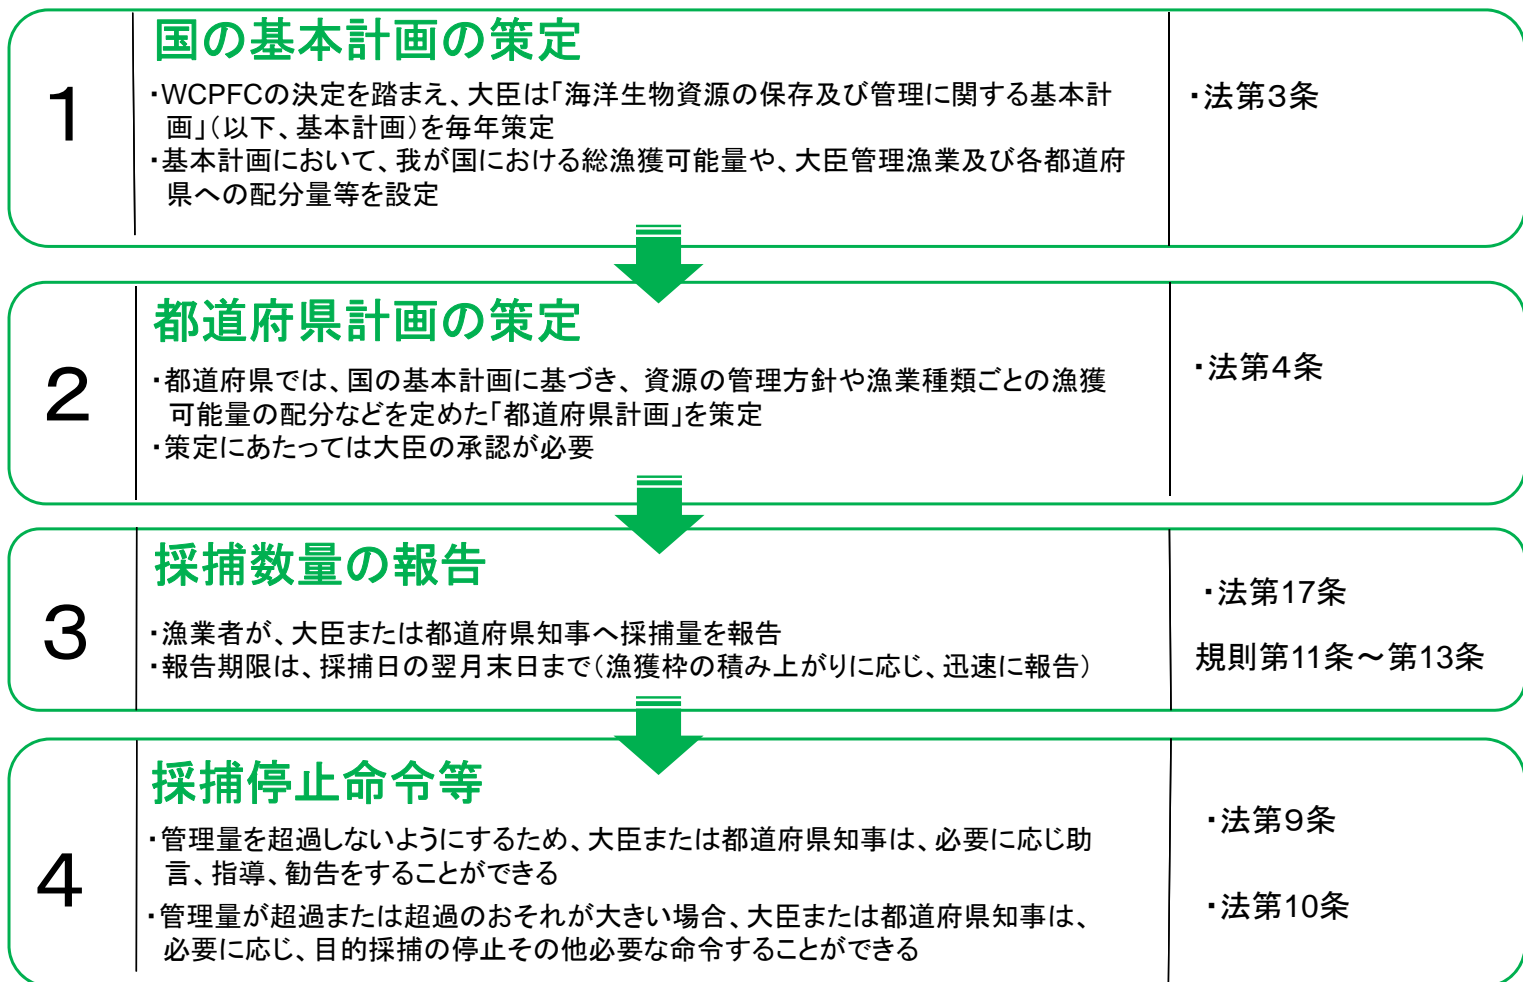 1
国の基本計画の策定
・WCPFCの決定を踏まえ、大臣は「海洋生物資源の保存及び管理に関する基本計
画」（以下、基本計画）を毎年策定
・基本計画において、我が国における総漁獲可能量や、大臣管理漁業及び各都道府
県への配分量等を設定
・法第３条
2
都道府県計画の策定
・都道府県では、国の基本計画に基づき、資源の管理方針や漁業種類ごとの漁獲
可能量の配分などを定めた「都道府県計画」を策定
・策定にあたっては大臣の承認が必要
・法第４条
3
採捕数量の報告
・漁業者が、大臣または都道府県知事へ採捕量を報告
・報告期限は、採捕日の翌月末日まで（漁獲枠の積み上がりに応じ、迅速に報告）
・法第17条
規則第11条～第13条
4
採捕停止命令等
・管理量を超過しないようにするため、大臣または都道府県知事は、必要に応じ助
言、指導、勧告をすることができる
・管理量が超過または超過のおそれが大きい場合、大臣または都道府県知事は、
必要に応じ、目的採捕の停止その他必要な命令することができる
・法第９条
・法第10条